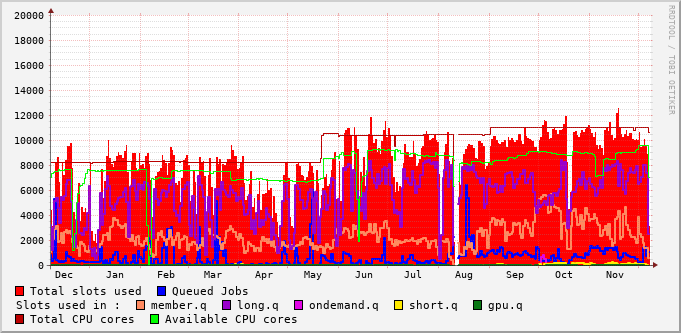 20000
18000
16000
14000
12000
10000
8000
6000
4000
2000
0
Dec Jan Feb Mar Apr May Jun Jul Aug Sep Oct Nov
Total slots used Queued Jobs
Slots used in : member.q long.q ondemand.q short.q gpu.q
Total CPU cores Available CPU cores
RRDTOOL / TOBI OETIKER